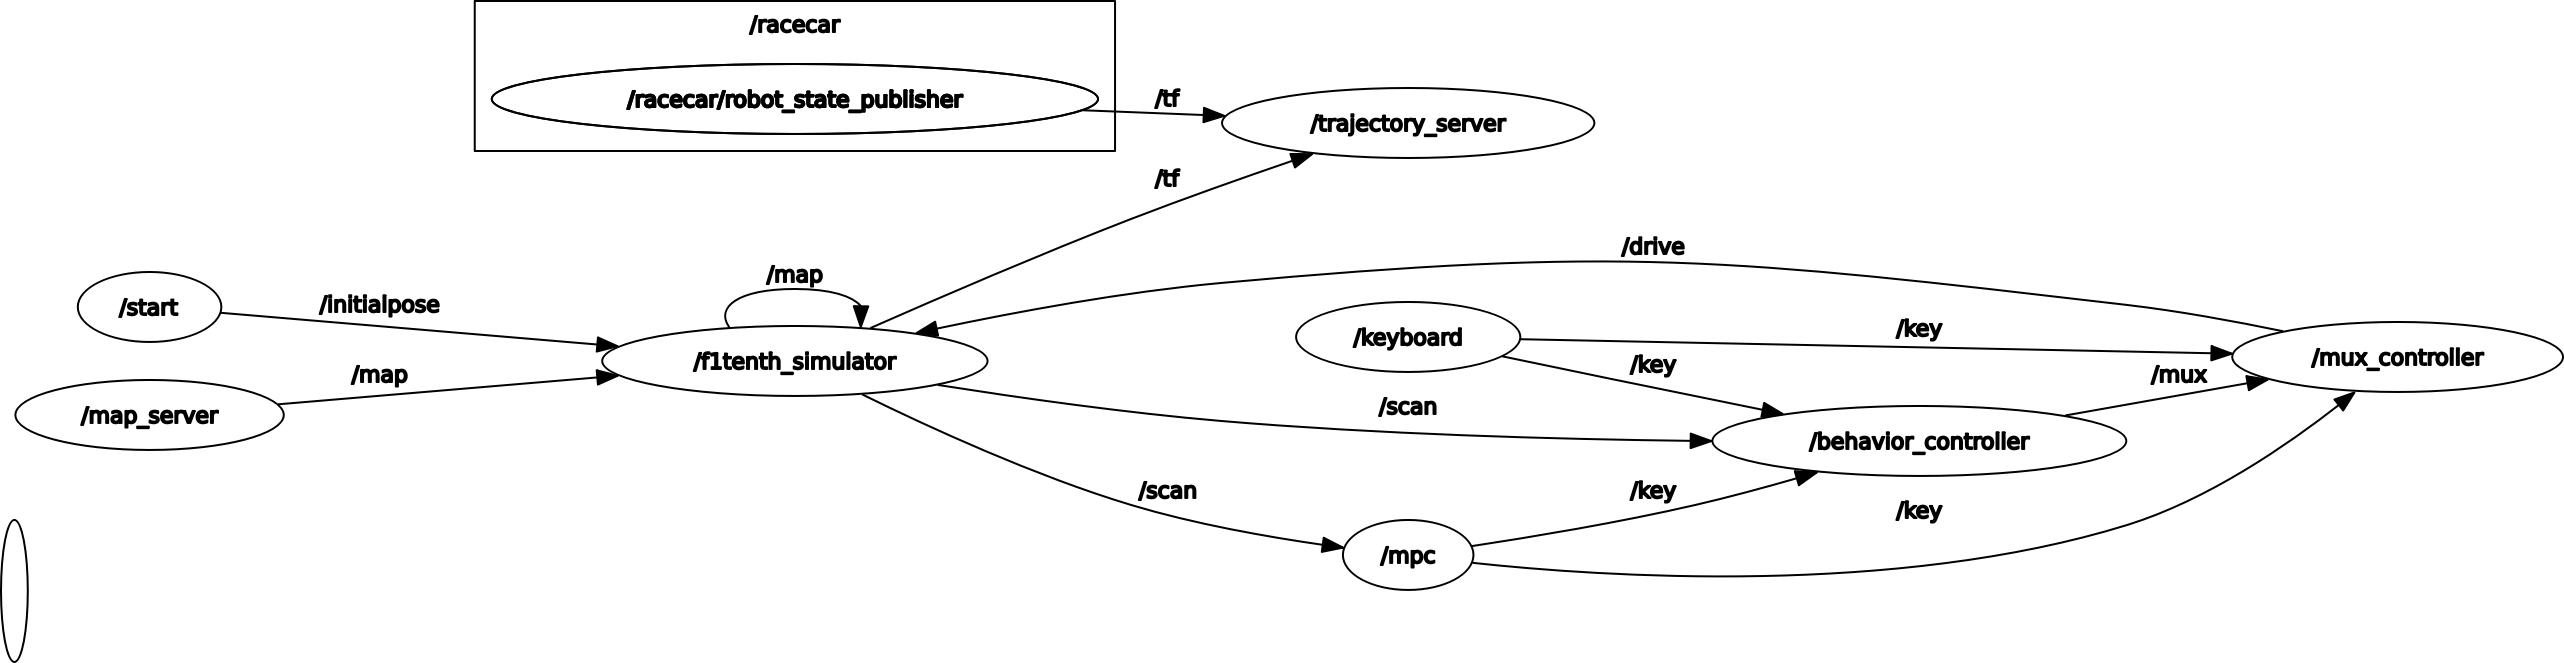 /racecar
/racecar/robot_state_publisher
/tf
/trajectory_server
/tf
/drive
/map
/start
/initialpose
/keyboard
/key
/mux_controller
/f1tenth_simulator
/key
/map
/mux
/map_server
/scan
/behavior_controller
/scan
/key
/key
/mpc